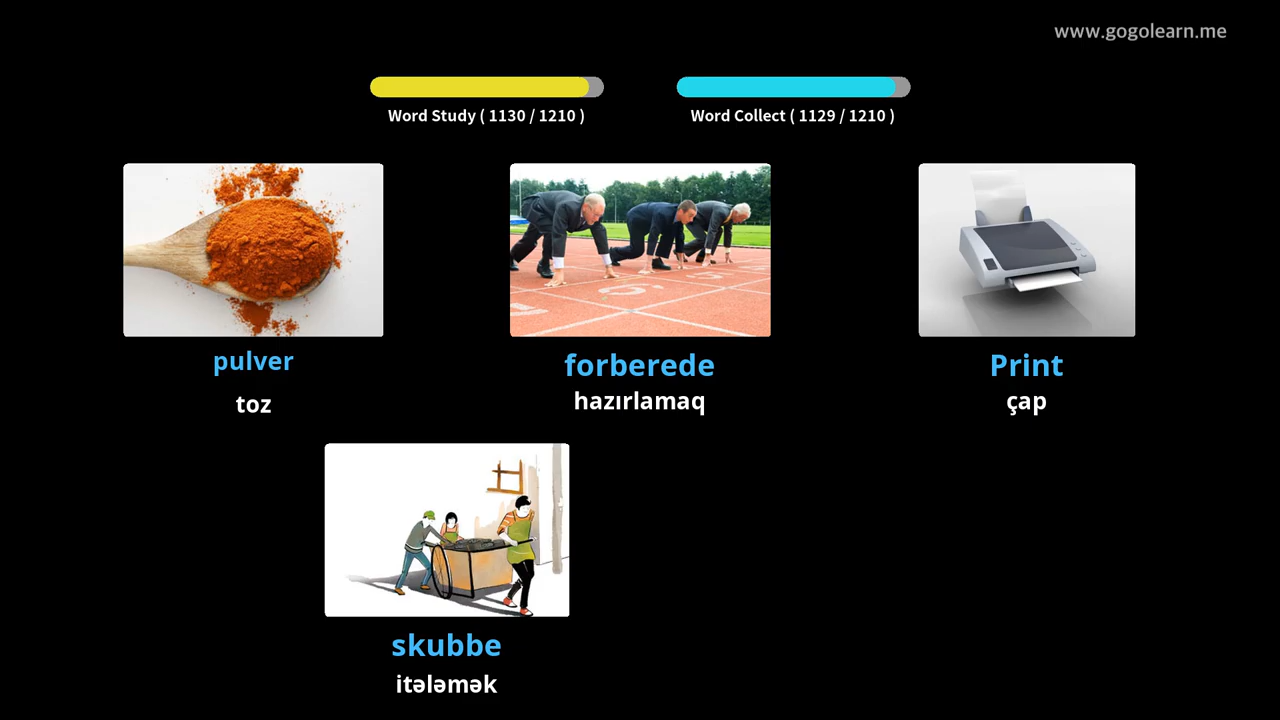 www.gogolearn.me
Word Study ( 1130 / 1210 )
Word Collect ( 1129 / 1210 )
pulver
toz
forberede
hazırlamaq
Print
çap
skubbe
itələmək